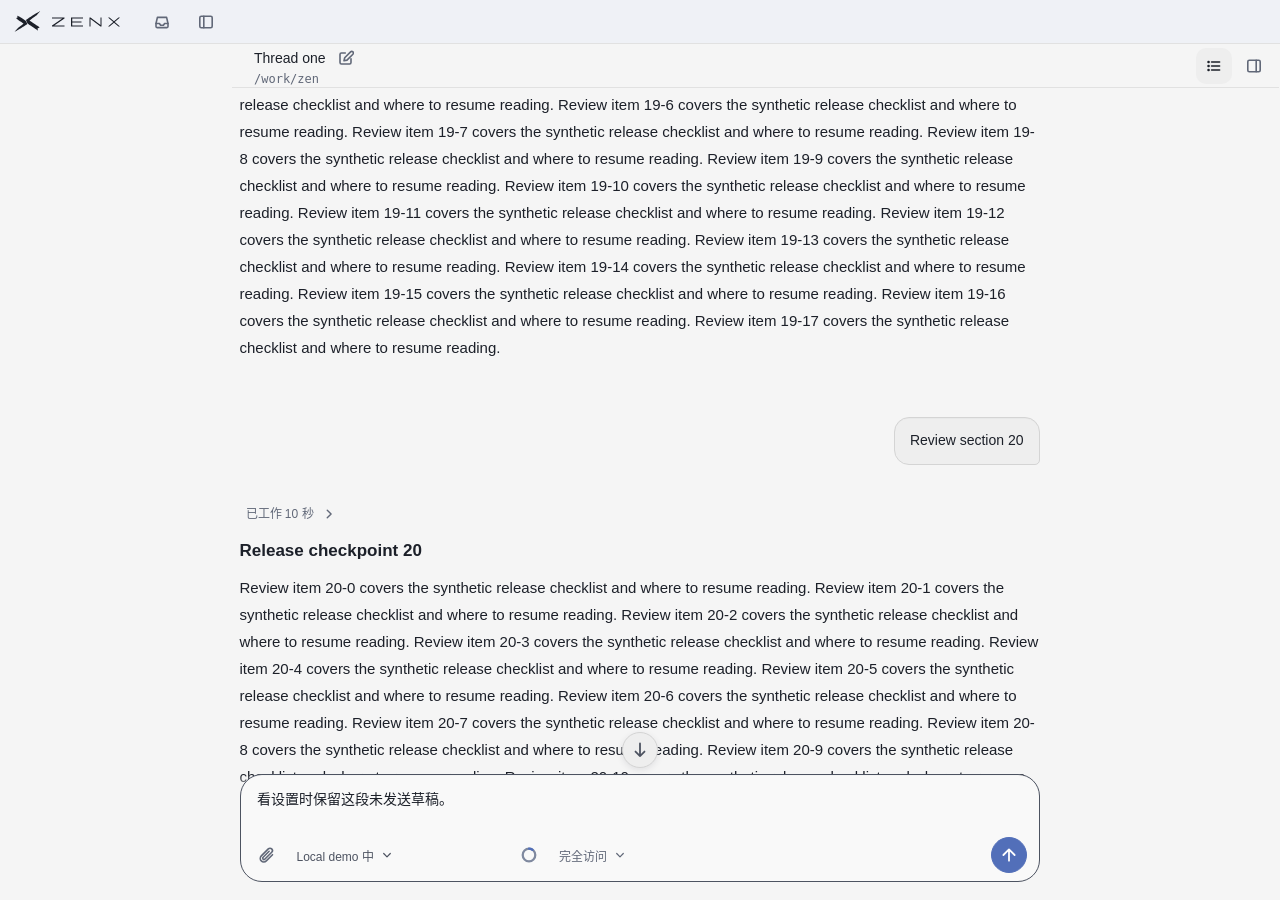 ZENX
Thread one
/work/zen
release checklist and where to resume reading. Review item 19-6 covers the synthetic release checklist and where to
resume reading. Review item 19-7 covers the synthetic release checklist and where to resume reading. Review item 19-
8 covers the synthetic release checklist and where to resume reading. Review item 19-9 covers the synthetic release
checklist and where to resume reading. Review item 19-10 covers the synthetic release checklist and where to resume
reading. Review item 19-11 covers the synthetic release checklist and where to resume reading. Review item 19-12
covers the synthetic release checklist and where to resume reading. Review item 19-13 covers the synthetic release
checklist and where to resume reading. Review item 19-14 covers the synthetic release checklist and where to resume
reading. Review item 19-15 covers the synthetic release checklist and where to resume reading. Review item 19-16
covers the synthetic release checklist and where to resume reading. Review item 19-17 covers the synthetic release
checklist and where to resume reading.
Review section 20
已工作 10 秒
Release checkpoint 20
Review item 20-0 covers the synthetic release checklist and where to resume reading. Review item 20-1 covers the
synthetic release checklist and where to resume reading. Review item 20-2 covers the synthetic release checklist and
where to resume reading. Review item 20-3 covers the synthetic release checklist and where to resume reading. Review
item 20-4 covers the synthetic release checklist and where to resume reading. Review item 20-5 covers the synthetic
release checklist and where to resume reading. Review item 20-6 covers the synthetic release checklist and where to
resume reading. Review item 20-7 covers the synthetic release checklist and where to resume reading. Review item 20-
8 covers the synthetic release checklist and where to resu eading. Review item 20-9 covers the synthetic release
看设置时保留这段未发送草稿。
Local demo 中
完全访问